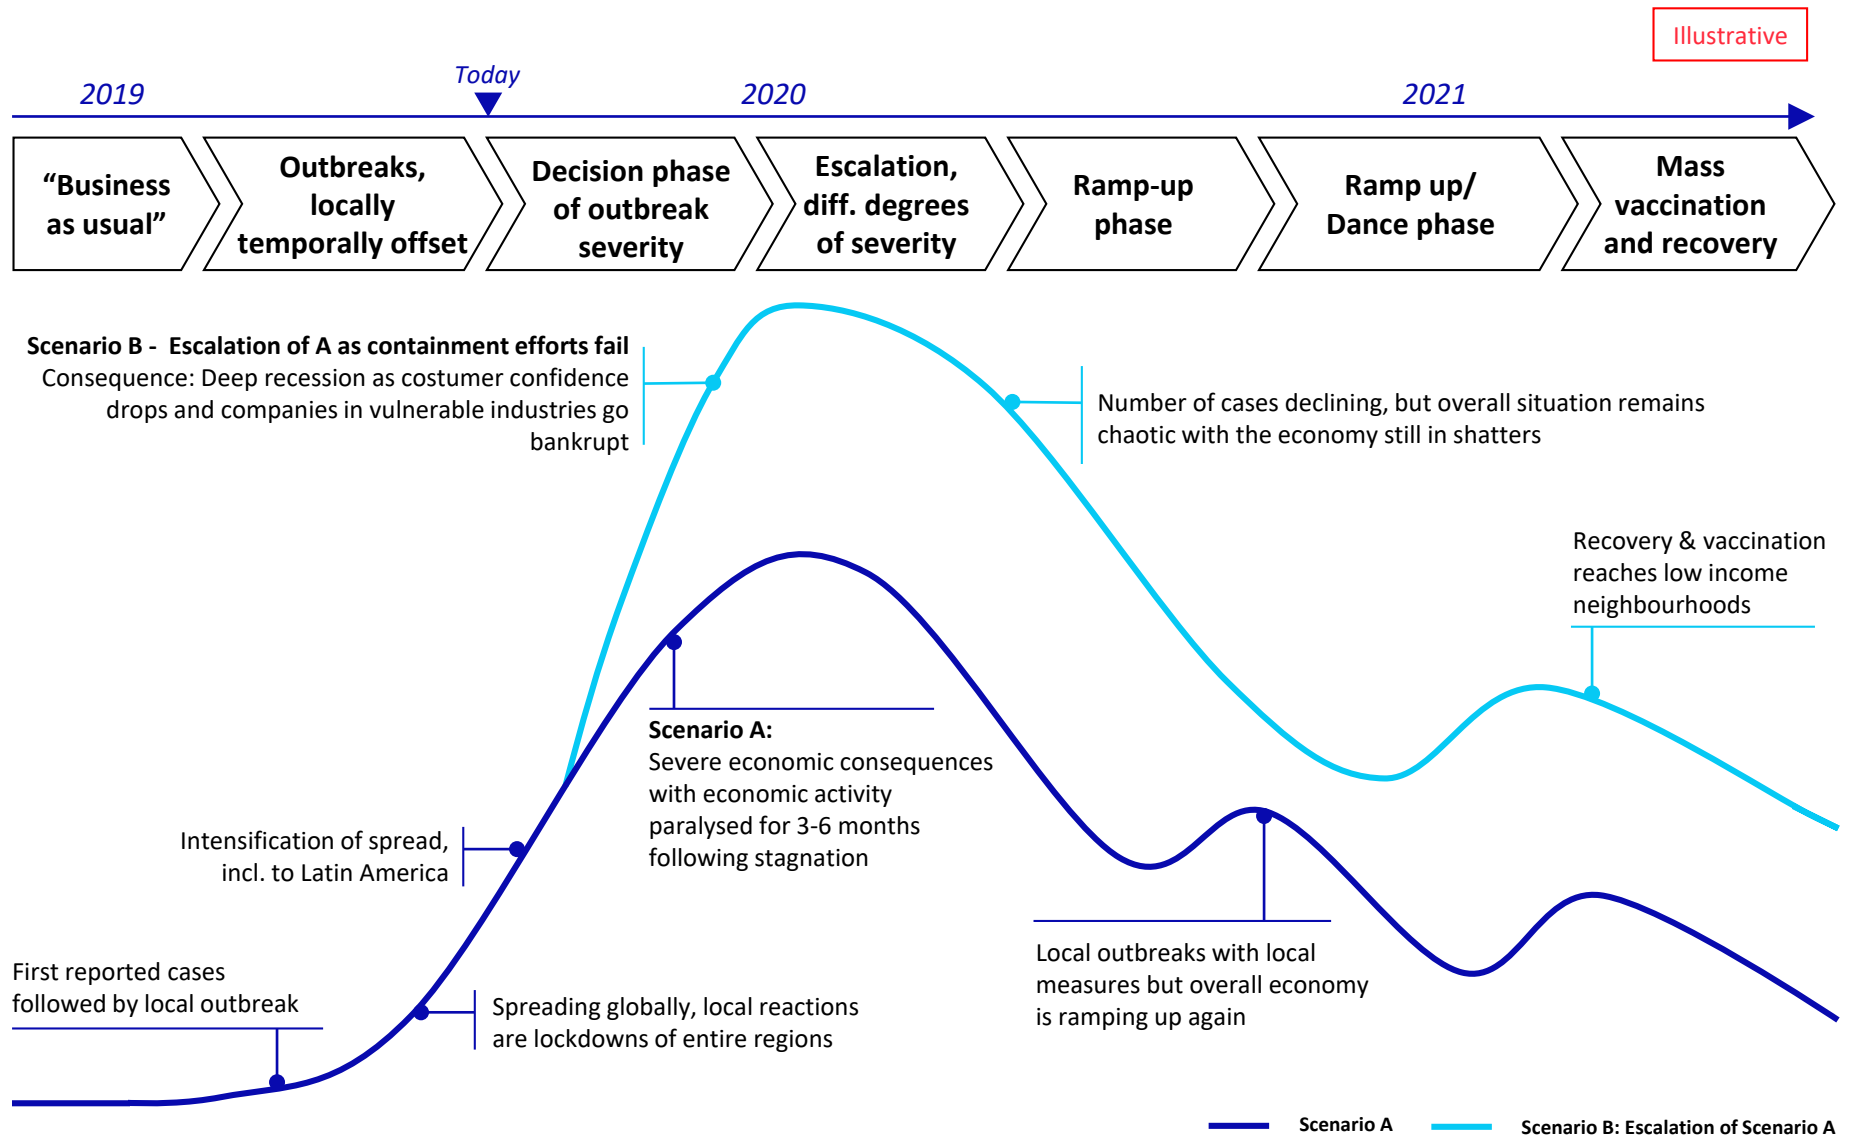 Illustrative
2019
Today
2020
2021
“Business
as usual”
Outbreaks,
locally
temporally offset
Decision phase
of outbreak
severity
Escalation,
diff. degrees
of severity
Ramp-up
phase
Ramp up/
Dance phase
Mass
vaccination
and recovery
Scenario B -  Escalation of A as containment efforts fail
Consequence: Deep recession as costumer confidence
drops and companies in vulnerable industries go
bankrupt
Number of cases declining, but overall situation remains
chaotic with the economy still in shatters
Recovery & vaccination
reaches low income
neighbourhoods
Scenario A:
Severe economic consequences
with economic activity
paralysed for 3-6 months
following stagnation
Intensification of spread,
incl. to Latin America
First reported cases
followed by local outbreak
Spreading globally, local reactions
are lockdowns of entire regions
Local outbreaks with local
measures but overall economy
is ramping up again
Scenario A
Scenario B: Escalation of Scenario A